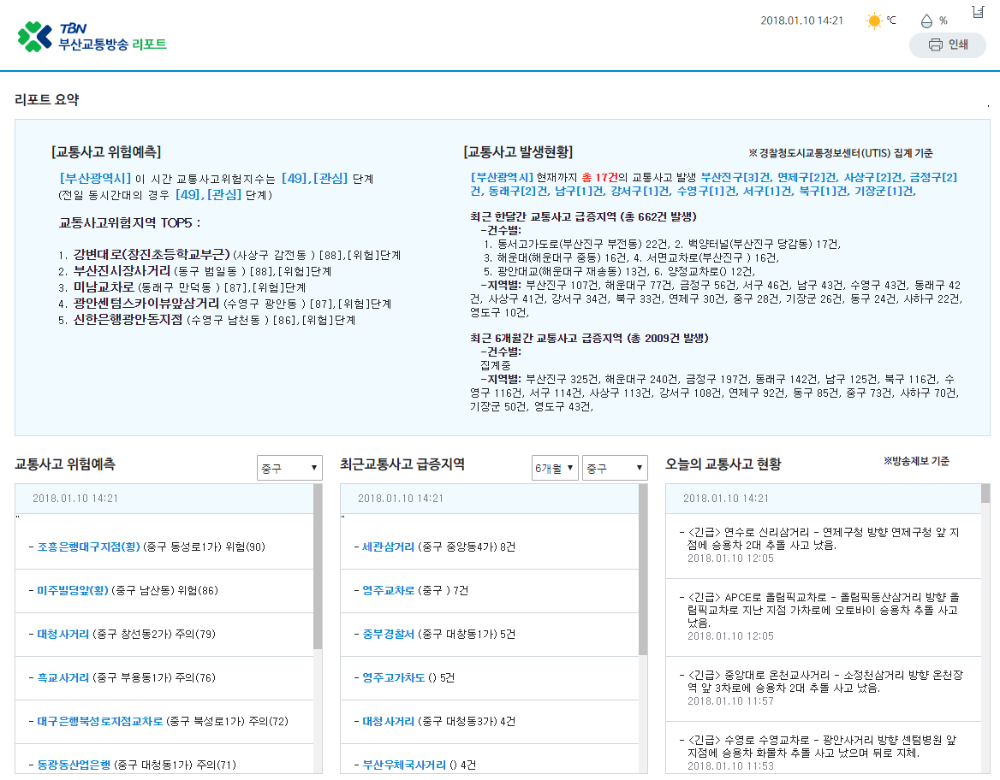 TBN
부산교통방송 리포트
2018.01.10 14:21
℃
%
인쇄
리포트 요약
[교통사고 위험예측]
[부산광역시] 이 시간 교통사고위험지수는 [49],[관심] 단계
(전일 동시간대의 경우 [49],[관심] 단계)
교통사고위험지역 TOP5 :
1. 강변대로(창진초등학교부근) (사상구 감전동 ) [88],[위험]단계
2. 부산진시장사거리 (동구 범일동 ) [88],[위험]단계
3. 미남교차로 (동래구 만덕동 ) [87],[위험]단계
4. 광안센텀스카이뷰앞삼거리 (수영구 광안동 ) [87],[위험]단계
5. 신한은행광안동지점 (수영구 남천동 ) [86],[위험]단계
[교통사고 발생현황]
※ 경찰청도시교통정보센터(UTIS) 집계 기준
[부산광역시] 현재까지 총 17건의 교통사고 발생 부산진구[3]건, 연제구[2]건, 사상구[2]건, 금정구[2]
건, 동래구[2]건, 남구[1]건, 강서구[1]건, 수영구[1]건, 서구[1]건, 북구[1]건, 기장군[1]건,
최근 한달간 교통사고 급증지역 (총 662건 발생)
-건수별:
1. 동서고가도로(부산진구 부전동) 22건, 2. 백양터널(부산진구 당감동) 17건,
3. 해운대(해운대구 중동) 16건, 4. 서면교차로(부산진구 ) 16건,
5. 광안대교(해운대구 재송동) 13건, 6. 양정교차로() 12건,
-지역별: 부산진구 107건, 해운대구 77건, 금정구 56건, 서구 46건, 남구 43건, 수영구 43건, 동래구 42
건, 사상구 41건, 강서구 34건, 북구 33건, 연제구 30건, 중구 28건, 기장군 26건, 동구 24건, 사하구 22건,
영도구 10건,
최근 6개월간 교통사고 급증지역 (총 2009건 발생)
-건수별:
집계중
-지역별: 부산진구 325건, 해운대구 240건, 금정구 197건, 동래구 142건, 남구 125건, 북구 116건, 수
영구 116건, 서구 114건, 사상구 113건, 강서구 108건, 연제구 92건, 동구 85건, 중구 73건, 사하구 70건,
기장군 50건, 영도구 43건,
교통사고 위험예측
중구
2018.01.10 14:21
"
- 조흥은행대구지점(횡) (중구 동성로1가) 위험(90)
- 미주빌딩앞(횡) (중구 남산동) 위험(86)
- 대청사거리 (중구 창선동2가) 주의(79)
- 흑교사거리 (중구 부용동1가) 주의(76)
- 대구은행북성로지점교차로 (중구 북성로1가) 주의(72)
- 동광동산업은행 (중구 대청동1가) 주의(71)
최근교통사고 급증지역
6개월
중구
2018.01.10 14:21
"
- 세관삼거리 (중구 중앙동4가) 8건
- 영주교차로 (중구 ) 7건
- 중부경찰서 (중구 대창동1가) 5건
- 영주고가차도 () 5건
- 대청사거리 (중구 대청동3가) 4건
- 부산우체국사거리 () 4건
오늘의 교통사고 현황
※방송제보 기준
2018.01.10 14:21
- <긴급> 연수로 신리삼거리 - 연제구청 방향 연제구청 앞 지
점에 승용차 2대 추돌 사고 났음.
2018.01.10 12:05
- <긴급> APCE로 올림픽교차로 - 올림픽동산삼거리 방향 올
림픽교차로 지난 지점 가차로에 오토바이 승용차 추돌 사고
났음.
2018.01.10 12:05
- <긴급> 중앙대로 온천교사거리 - 소정천삼거리 방향 온천장
역 앞 3차로에 승용차 2대 추돌 사고 났음.
2018.01.10 11:57
- <긴급> 수영로 수영교차로 - 광안사거리 방향 센텀병원 앞
지점에 승용차 화물차 추돌 사고 났으며 뒤로 지체.
2018.01.10 11:53